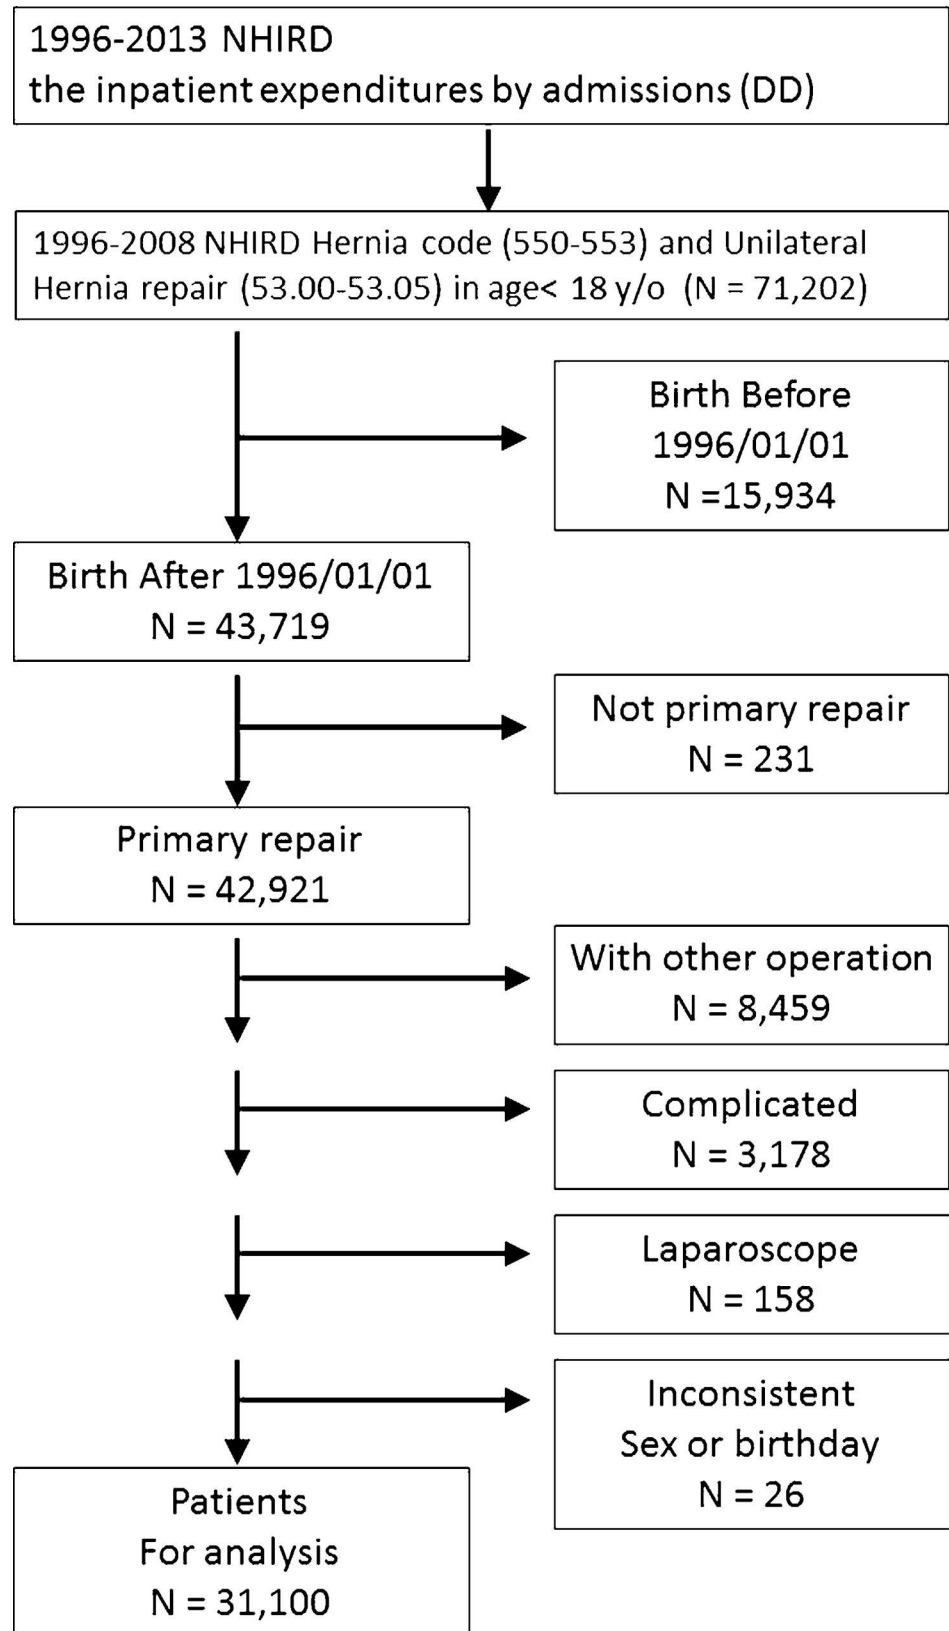 1996-2013 NHIRD
the inpatient expenditures by admissions (DD)
1996-2008 NHIRD Hernia code (550-553) and Unilateral
Hernia repair (53.00-53.05) in age< 18 y/o (N = 71,202)
Birth Before
1996/01/01
N =15,934
Birth After 1996/01/01
N = 43,719
Not primary repair
N = 231
Primary repair
N = 42,921
With other operation
N = 8,459
Complicated
N = 3,178
Laparoscope
N = 158
Inconsistent
Sex or birthday
N = 26
Patients
For analysis
N = 31,100